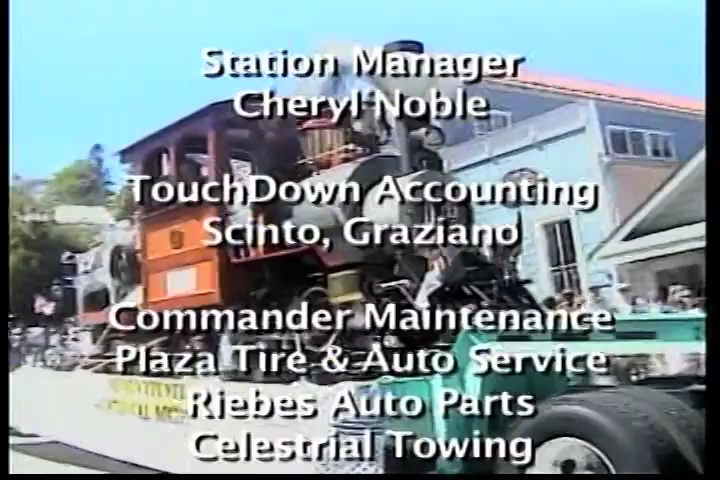 Station Manager
Cheryl Noble
TouchDown Accounting
Scinto, Graziano
Commander Maintenance
Plaza Tire & Auto Service
Riebes Auto Parts
Celestrial Towing